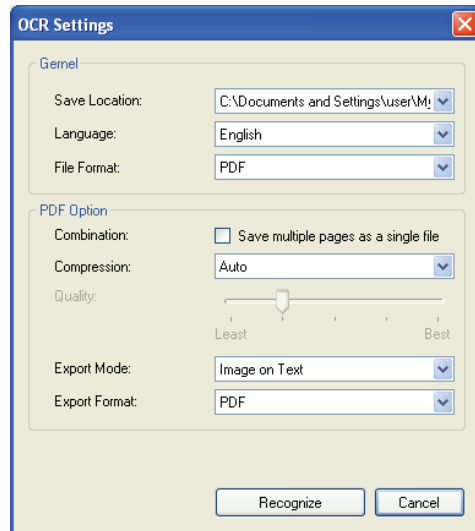 OCR Settings
Gernel
Save Location: C:\Documents and Settings\user\My
Language: English
File Format: PDF
PDF Option
Combination: Save multiple pages as a single file
Compression: Auto
Quality:
Least Best
Export Mode: Image on Text
Export Format: PDF
Recognize Cancel